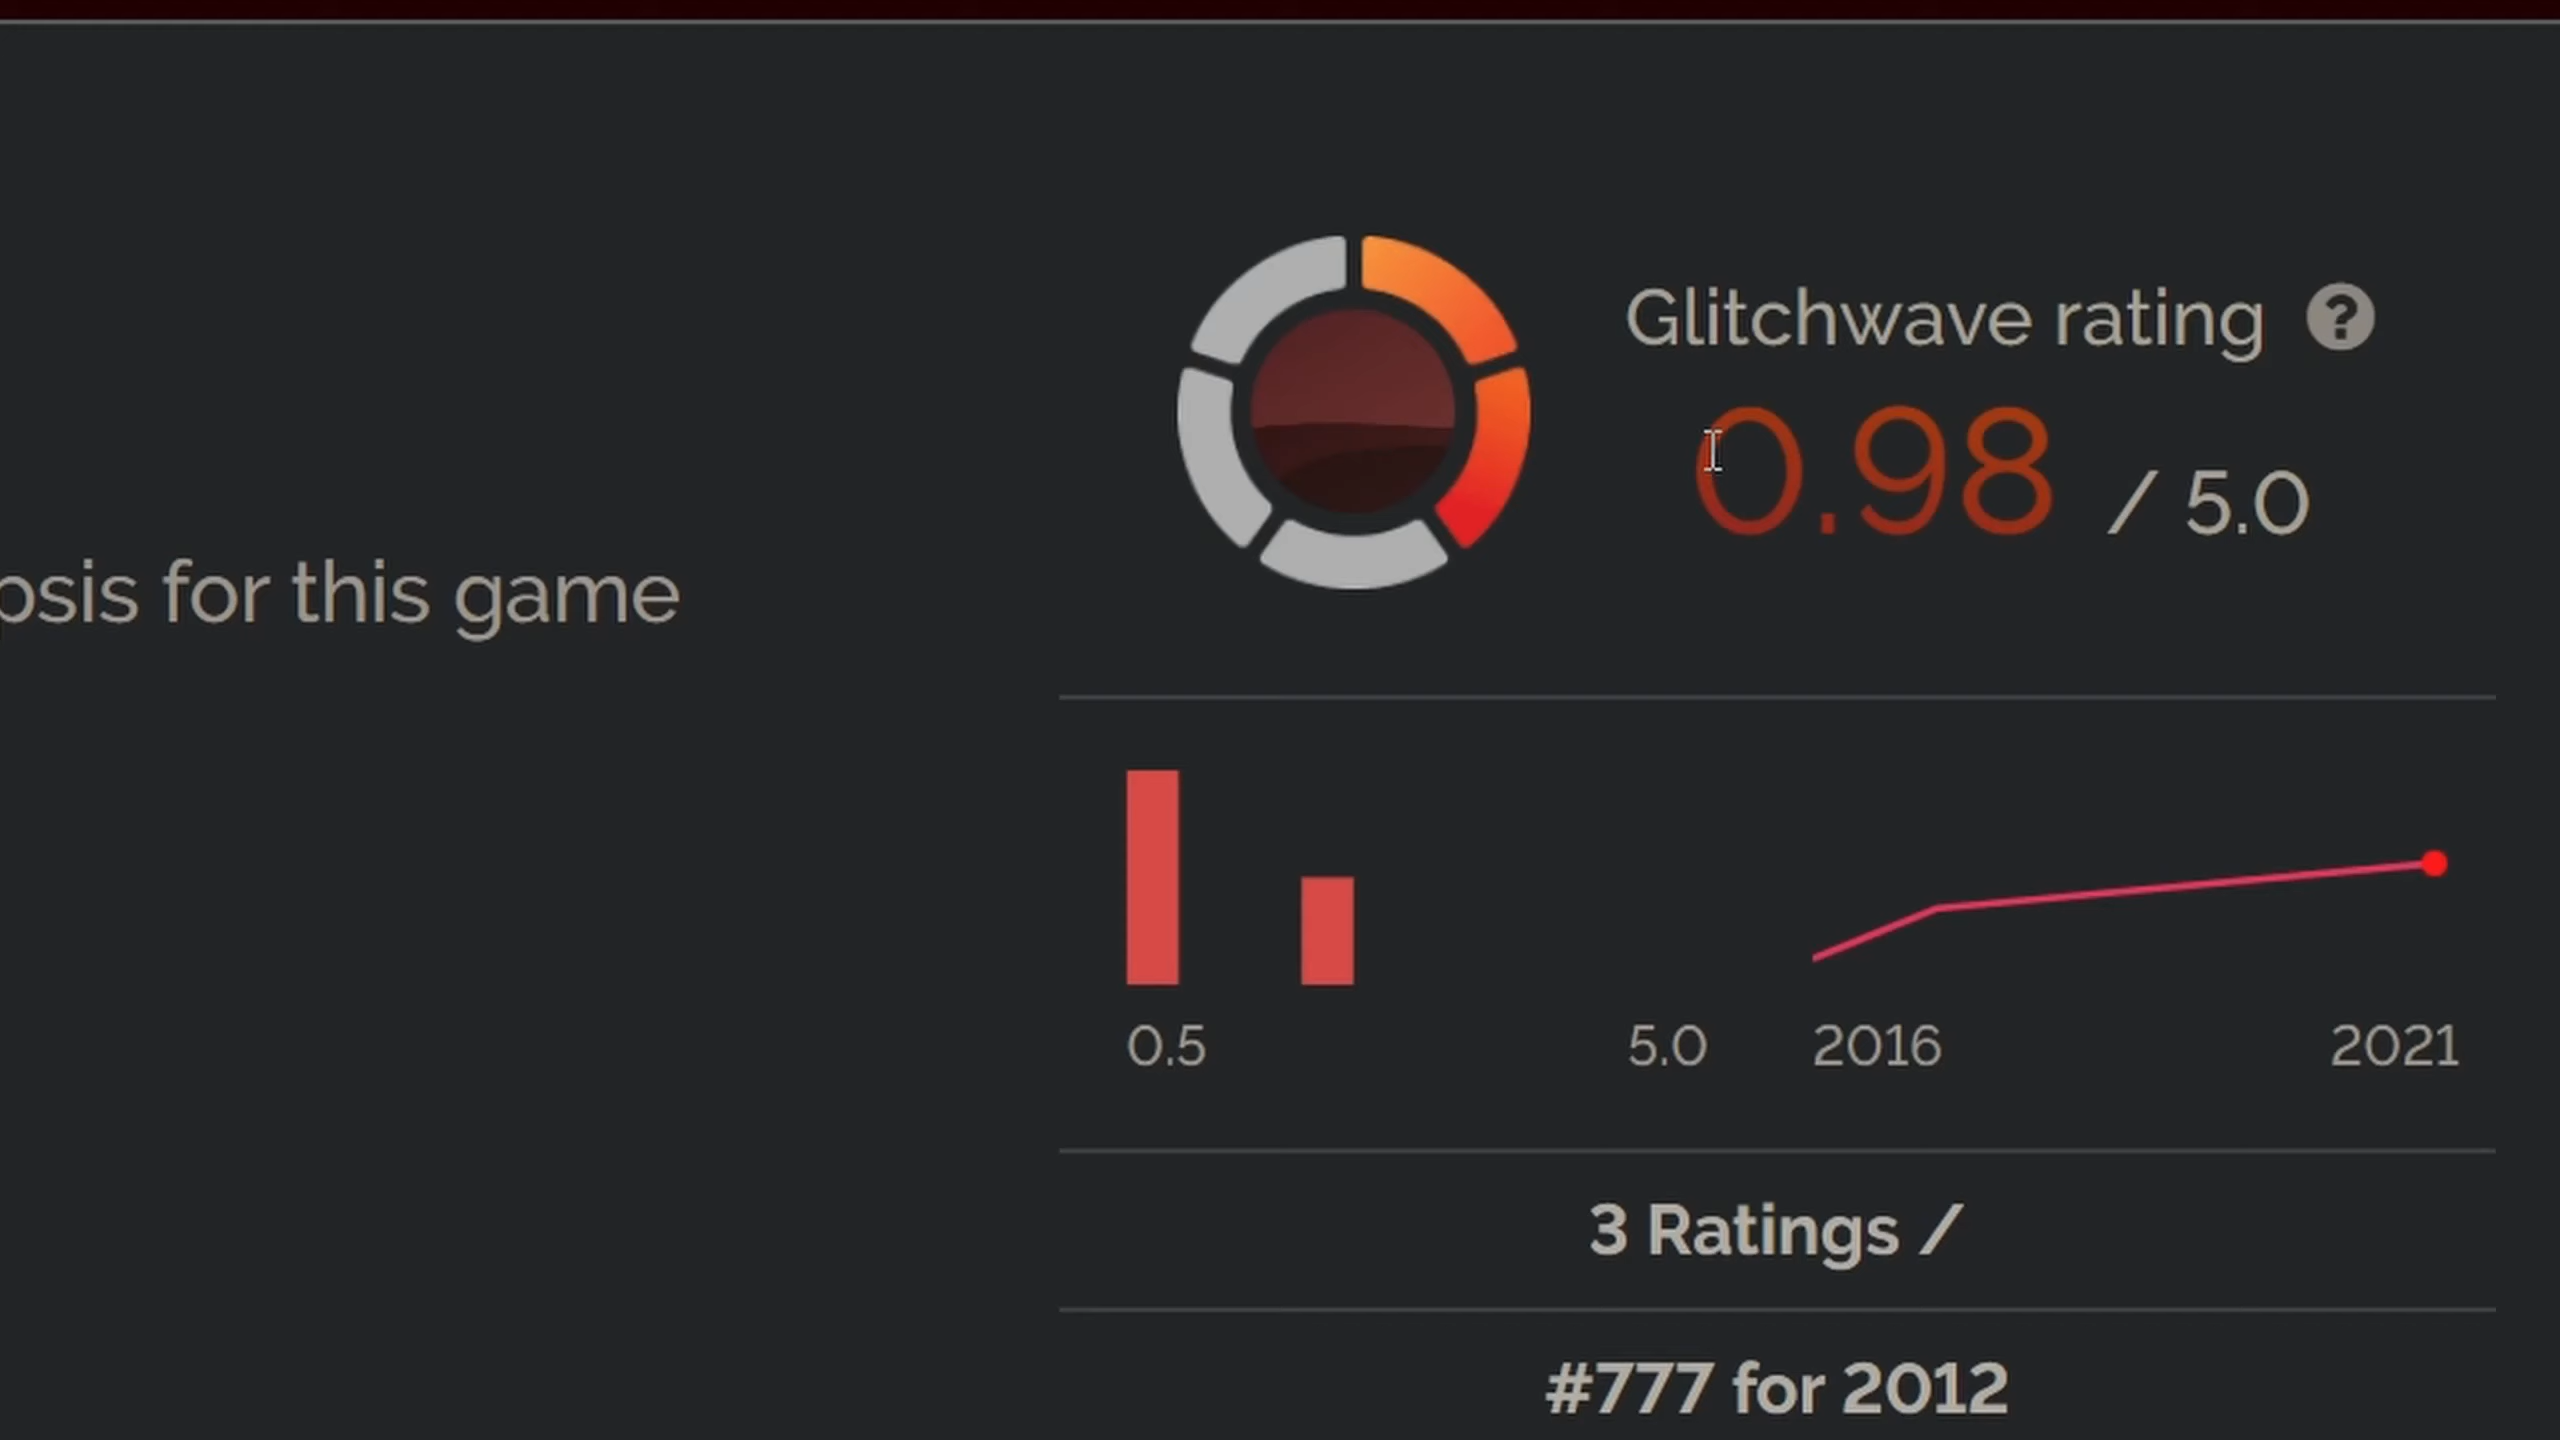 Glitchwave rating ?
0.98 / 5.0
psis for this game
0.5 5.0 2016 2021
3 Ratings /
#777 for 2012